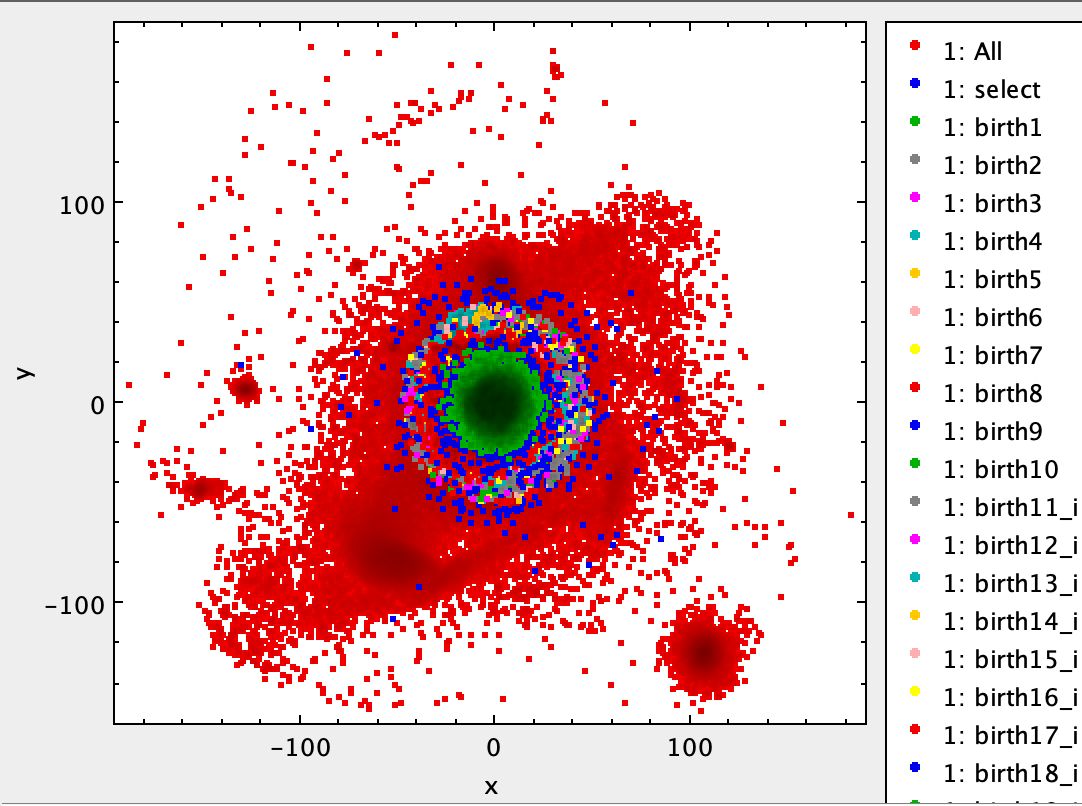 100
0
−100
y
−100
0
100
x
1: All
1: select
1: birth1
1: birth2
1: birth3
1: birth4
1: birth5
1: birth6
1: birth7
1: birth8
1: birth9
1: birth10
1: birth11_i
1: birth12_i
1: birth13_i
1: birth14_i
1: birth15_i
1: birth16_i
1: birth17_i
1: birth18_i